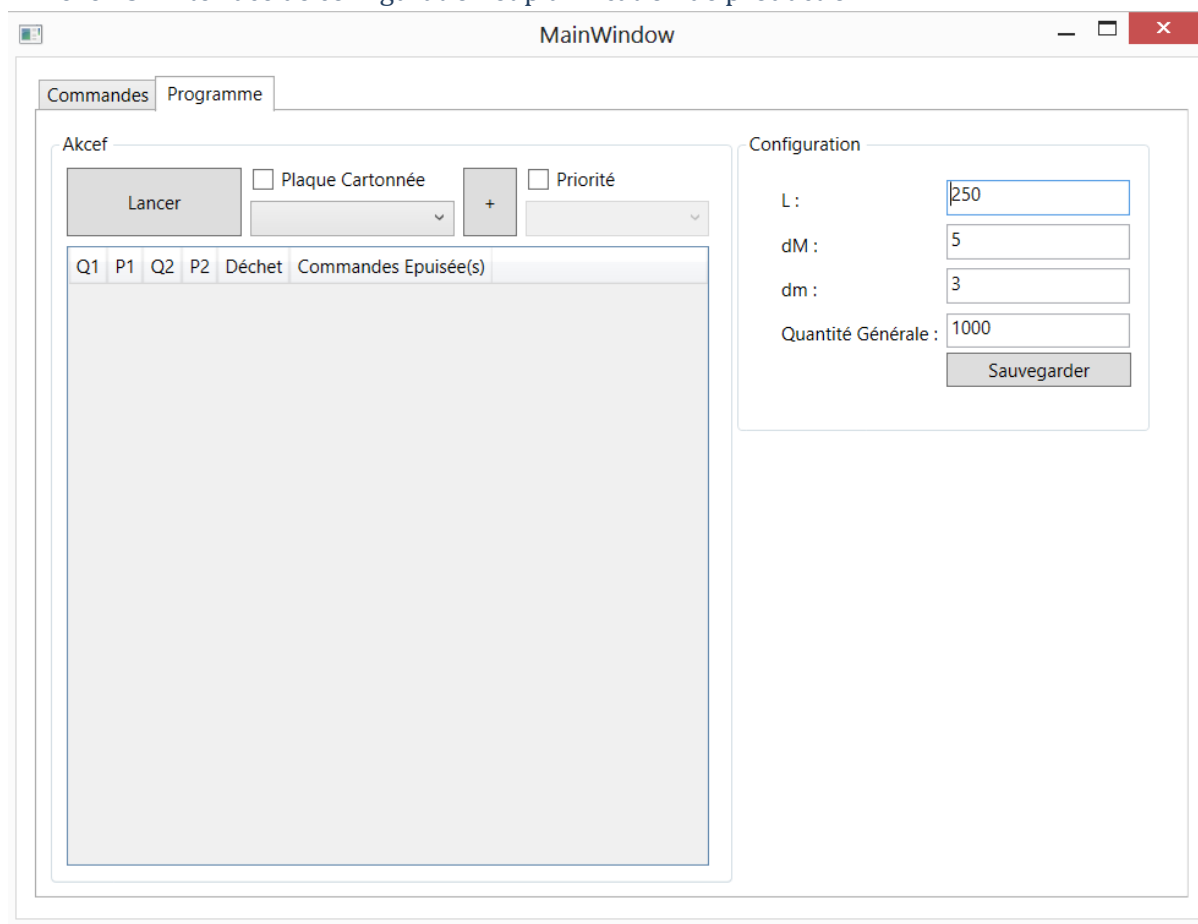 MainWindow
Commandes Programme
Akcef
Lancer
Plaque Cartonnée
+
Priorité
Q1 P1 Q2 P2 Déchet Commandes Epuisée(s)
Configuration
L : 250
dM : 5
dm : 3
Quantité Générale : 1000
Sauvegarder